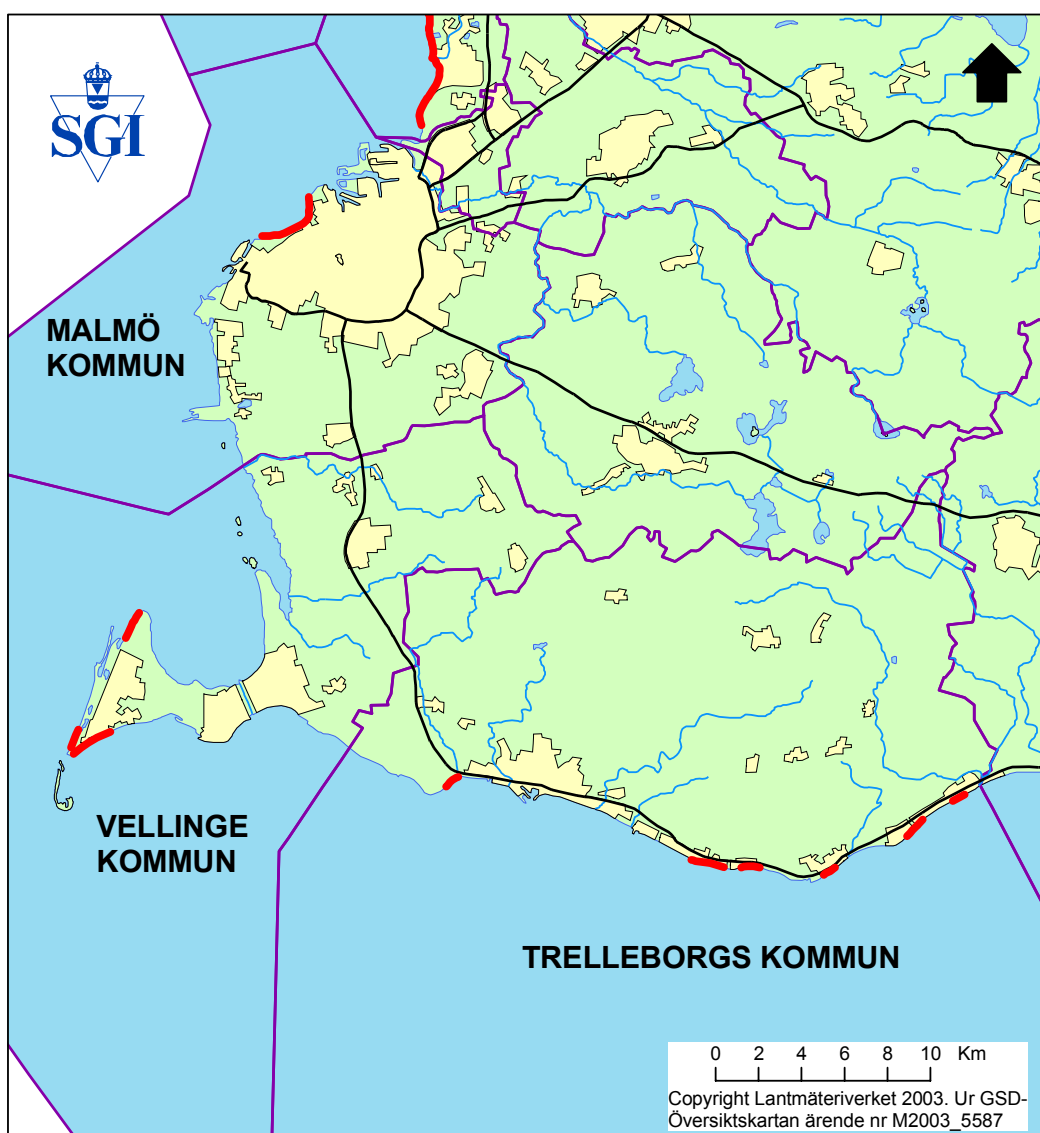 SGI
MALMÖ
KOMMUN
VELLINGE
KOMMUN
TRELLEBORGS KOMMUN
0 2 4 6 8 10 Km
Copyright Lantmäteriverket 2003. Ur GSD-
Översiktskartan ärende nr M2003_5587